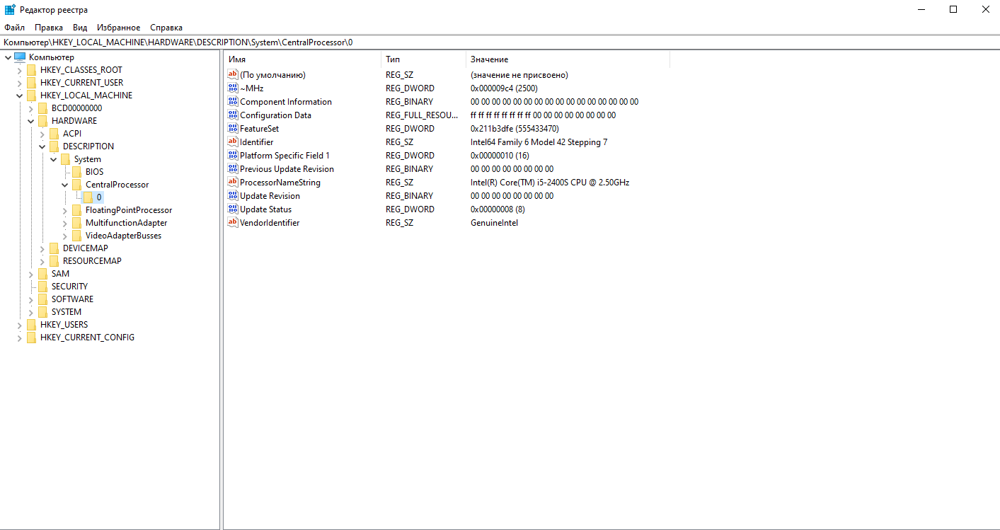 Редактор реестра
Файл Правка Вид Избранное Справка
Компьютер\HKEY_LOCAL_MACHINE\HARDWARE\DESCRIPTION\System\CentralProcessor\0
Компьютер
HKEY_CLASSES_ROOT
HKEY_CURRENT_USER
HKEY_LOCAL_MACHINE
BCD00000000
HARDWARE
ACPI
DESCRIPTION
System
BIOS
CentralProcessor
0
FloatingPointProcessor
MultifunctionAdapter
VideoAdapterBusses
DEVICEMAP
RESOURCEMAP
SAM
SECURITY
SOFTWARE
SYSTEM
HKEY_USERS
HKEY_CURRENT_CONFIG
Имя Тип Значение
(По умолчанию) REG_SZ (значение не присвоено)
~MHz REG_DWORD 0x000009c4 (2500)
Component Information REG_BINARY 00 00 00 00 00 00 00 00 00 00 00 00 00 00 00 00
Configuration Data REG_FULL_RESOU... ff ff ff ff ff ff ff ff 00 00 00 00 00 00 00 00
FeatureSet REG_DWORD 0x211b3dfe (555433470)
Identifier REG_SZ Intel64 Family 6 Model 42 Stepping 7
Platform Specific Field 1 REG_DWORD 0x00000010 (16)
Previous Update Revision REG_BINARY 00 00 00 00 00 00 00 00
ProcessorNameString REG_SZ Intel(R) Core(TM) i5-2400S CPU @ 2.50GHz
Update Revision REG_BINARY 00 00 00 00 00 00 00 00
Update Status REG_DWORD 0x00000008 (8)
VendorIdentifier REG_SZ GenuineIntel